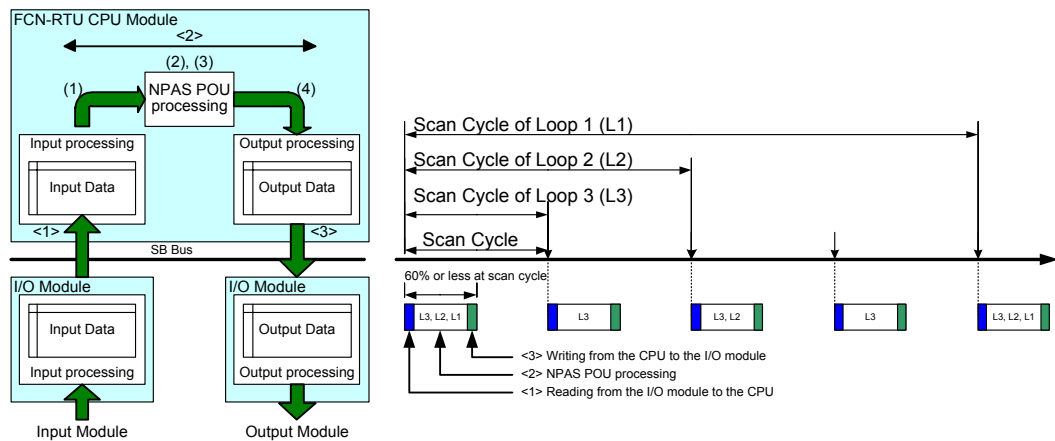 FCN-RTU CPU Module
<2>
(2), (3)
(1)
NPAS POU
processing
(4)
Input processing
Input Data
Output processing
Output Data
<1>
<3>
SB Bus
I/O Module
Input Data
Input processing
I/O Module
Output Data
Output processing
Input Module
Output Module
Scan Cycle of Loop 1 (L1)
Scan Cycle of Loop 2 (L2)
Scan Cycle of Loop 3 (L3)
Scan Cycle
60% or less at scan cycle
L3, L2, L1
L3
L3, L2
L3
L3, L2, L1
<3> Writing from the CPU to the I/O module
<2> NPAS POU processing
<1> Reading from the I/O module to the CPU